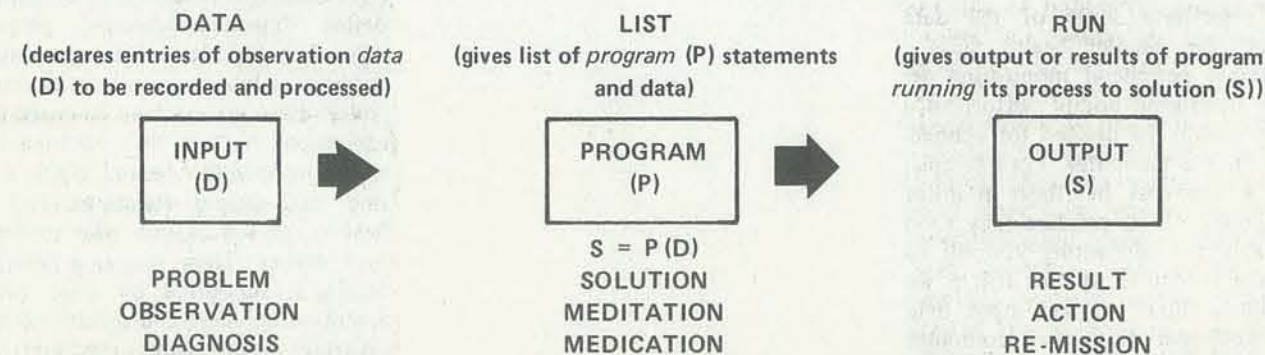 DATA
(declares entries of observation data
(D) to be recorded and processed)
INPUT
(D)
PROBLEM
OBSERVATION
DIAGNOSIS
LIST
(gives list of program (P) statements
and data)
PROGRAM
(P)
S = P (D)
SOLUTION
MEDITATION
MEDICATION
RUN
(gives output or results of program
running its process to solution (S))
OUTPUT
(S)
RESULT
ACTION
RE-MISSION